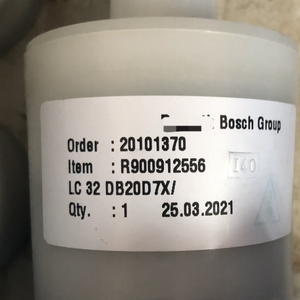 Bosch Group
Order : 20101370
Item : R900912556
LC 32 DB20D7X/
Qty. : 1 25.03.2021